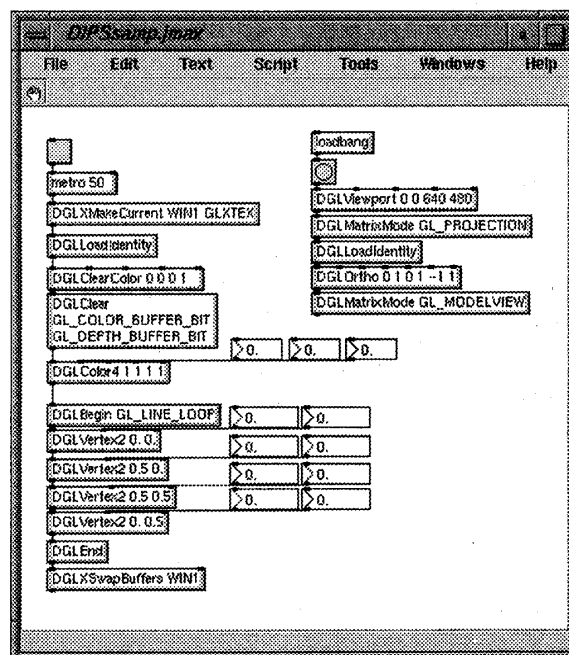 DIPSsamp.jmax
File Edit Text Script Tools Windows Help
loadbang
metro 50
DGLViewport 0 0 640 480
DGLXMakeCurrent WIN1 GLXTEX
DGLMatrixMode GL_PROJECTION
DGLLoadIdentity
DGLLoadIdentity
DGLClearColor 0 0 0 1
DGLOrtho 0 1 0 1 -1 1
DGLClear
GL_COLOR_BUFFER_BIT
GL_DEPTH_BUFFER_BIT
DGLMatrixMode GL_MODELVIEW
0. 0. 0.
DGLColor4 1 1 1 1
DGLBegin GL_LINE_LOOP 0. 0.
DGLVertex2 0. 0. 0. 0.
DGLVertex2 0.5 0. 0. 0.
DGLVertex2 0.5 0.5 0. 0.
DGLVertex2 0. 0.5
DGLEnd
DGLXSwapBuffers WIN1